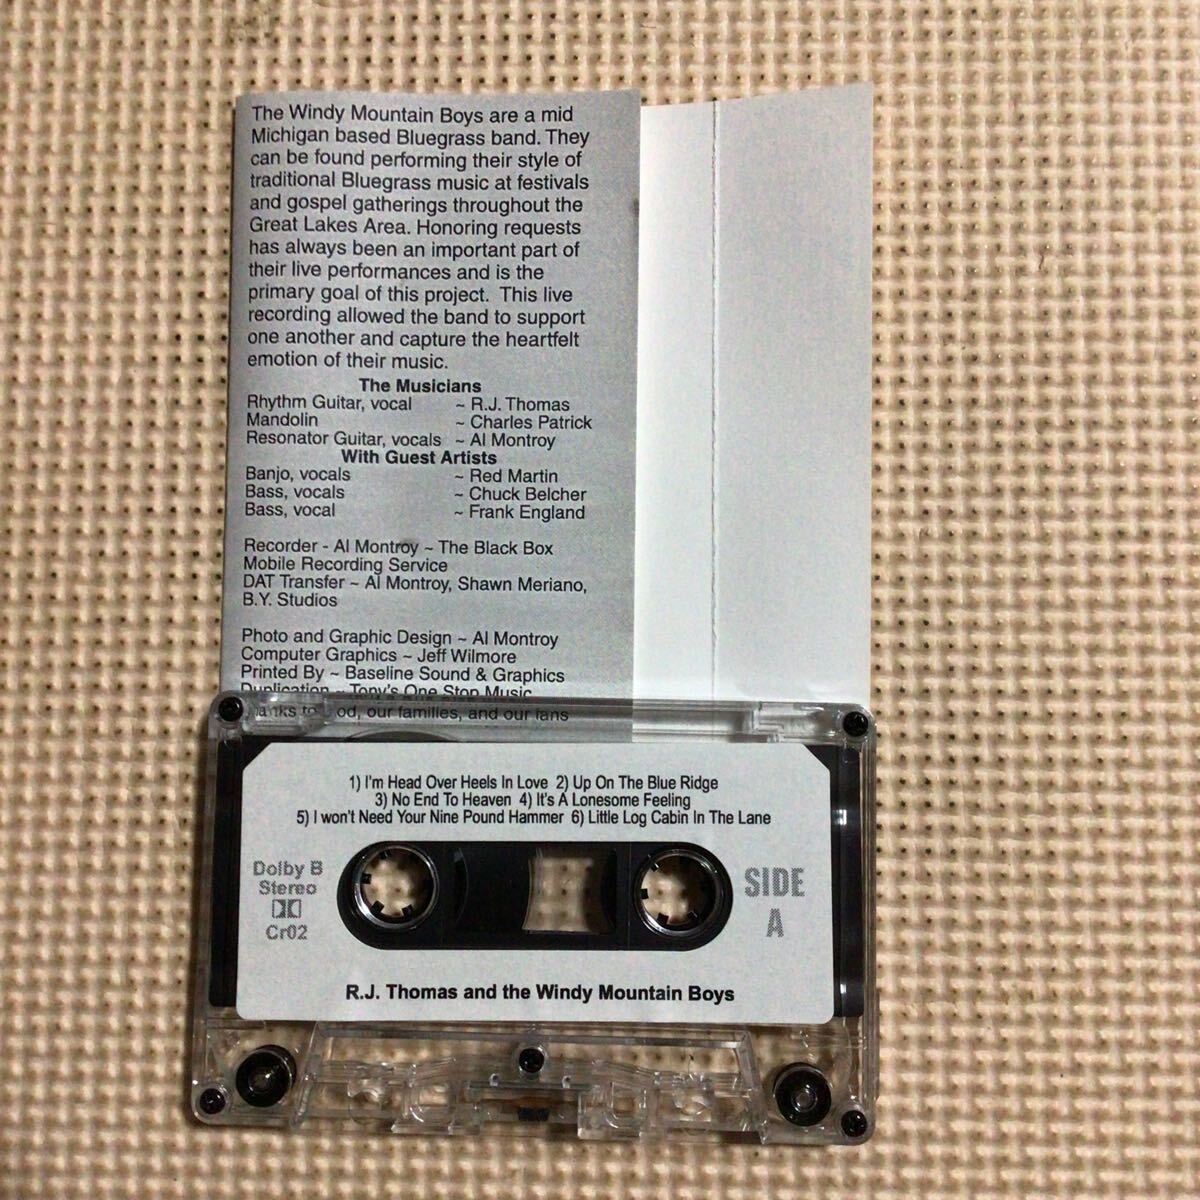 The Windy Mountain Boys are a mid
Michigan based Bluegrass band. They
can be found performing their style of
traditional Bluegrass music at festivals
and gospel gatherings throughout the
Great Lakes Area. Honoring requests
has always been an important part of
their live performances and is the
primary goal of this project. This live
recording allowed the band to support
one another and capture the heartfelt
emotion of their music.
The Musicians
Rhythm Guitar, vocal ~ R.J. Thomas
Mandolin ~ Charles Patrick
Resonator Guitar, vocals ~ Al Montroy
With Guest Artists
Banjo, vocals ~ Red Martin
Bass, vocals ~ Chuck Belcher
Bass, vocal ~ Frank England
Recorder - Al Montroy ~ The Black Box
Mobile Recording Service
DAT Transfer ~ Al Montroy, Shawn Meriano,
B.Y. Studios
Photo and Graphic Design ~ Al Montroy
Computer Graphics ~ Jeff Wilmore
Printed By ~ Baseline Sound & Graphics
Duplication ~ Tony's One Stop Music
Thanks to God, our families, and our fans
1) I'm Head Over Heels In Love 2) Up On The Blue Ridge
3) No End To Heaven 4) It's A Lonesome Feeling
5) I won't Need Your Nine Pound Hammer 6) Little Log Cabin In The Lane
Dolby B
Stereo
Cr02
SIDE
A
R.J. Thomas and the Windy Mountain Boys